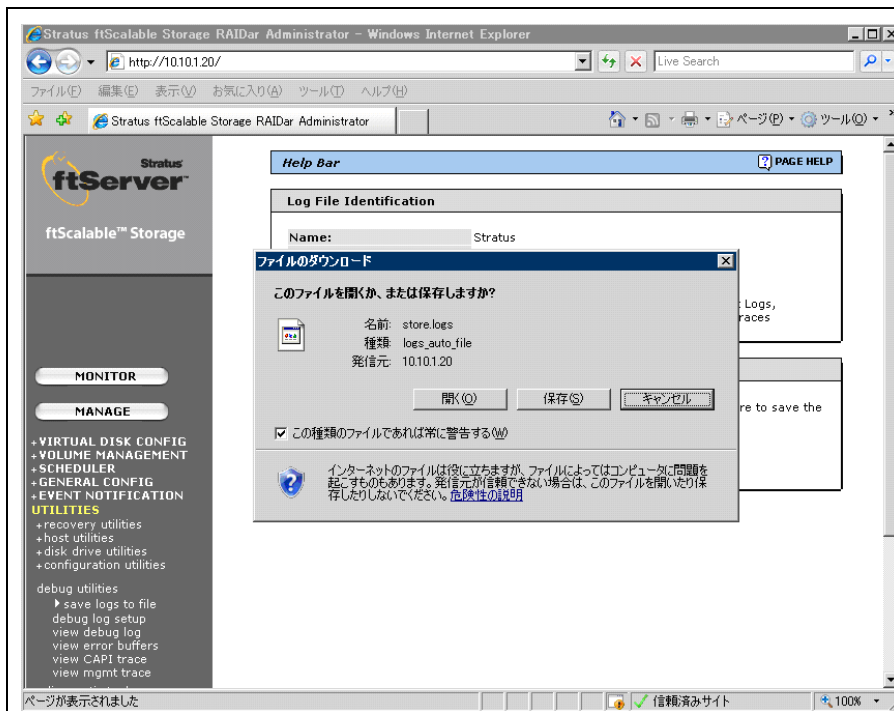 Stratus ftScalable Storage RAIDar Administrator - Windows Internet Explorer
http://10.10.1.20/
Live Search
ファイル(F) 編集(E) 表示(V) お気に入り(A) ツール(T) ヘルプ(H)
Stratus ftScalable Storage RAIDar Administrator
ページ(P)
ツール(O)
Stratus
ftServer
ftScalable™ Storage
Help Bar
PAGE HELP
Log File Identification
Name: Stratus
ファイルのダウンロード
このファイルを開くか、または保存しますか?
名前: store.logs
種類: logs_auto_file
発信元: 10.10.1.20
開く(O)
保存(S)
キャンセル
この種類のファイルであれば常に警告する(W)
インターネットのファイルは役に立ちますが、ファイルによってはコンピュータに問題を
起こすものもあります。発信元が信頼できない場合は、このファイルを開いたり保
存したりしないでください。危険性の説明
Logs,
races
re to save the
MONITOR
MANAGE
+VIRTUAL DISK CONFIG
+VOLUME MANAGEMENT
+SCHEDULER
+GENERAL CONFIG
+EVENT NOTIFICATION
UTILITIES
+recovery utilities
+host utilities
+disk drive utilities
+configuration utilities
debug utilities
save logs to file
debug log setup
view debug log
view error buffers
view CAPI trace
view mgmt trace
ページが表示されました
信頼済みサイト
100%